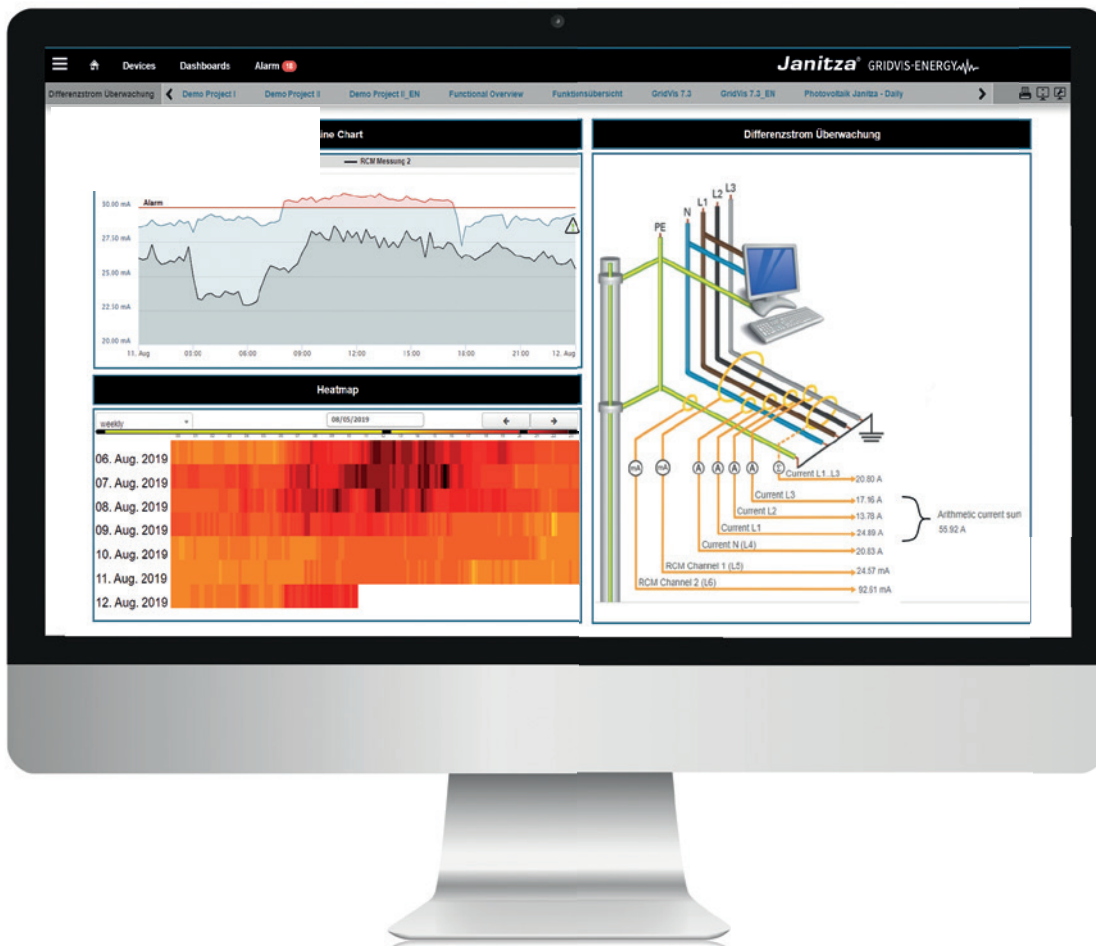 Devices Dashboards Alarm 18
Janitza® GRIDVIS-ENERGY
Differenzstrom Überwachung Demo Project I Demo Project II Demo Project II_EN Functional Overview Funktionsübersicht GridVis 7.3 GridVis 7.3_EN Photovoltaik Janitza - Daily
ine Chart
RCM Messung 2
Alarm
30.00 mA
27.50 mA
25.00 mA
22.50 mA
20.00 mA
11. Aug 03:00 06:00 09:00 12:00 15:00 18:00 21:00 12. Aug
Heatmap
weekly 08/05/2019
06. Aug. 2019
07. Aug. 2019
08. Aug. 2019
09. Aug. 2019
10. Aug. 2019
11. Aug. 2019
12. Aug. 2019
Differenzstrom Überwachung
PE N L1 L2 L3
mA mA A A A A Σ
Current L1..L3 20.80 A
Current L3 17.16 A
Current L2 13.78 A
Current L1 24.89 A
Arithmetic current sum
55.92 A
Current N (L4) 20.83 A
RCM Channel 1 (L5) 24.57 mA
RCM Channel 2 (L6) 92.61 mA